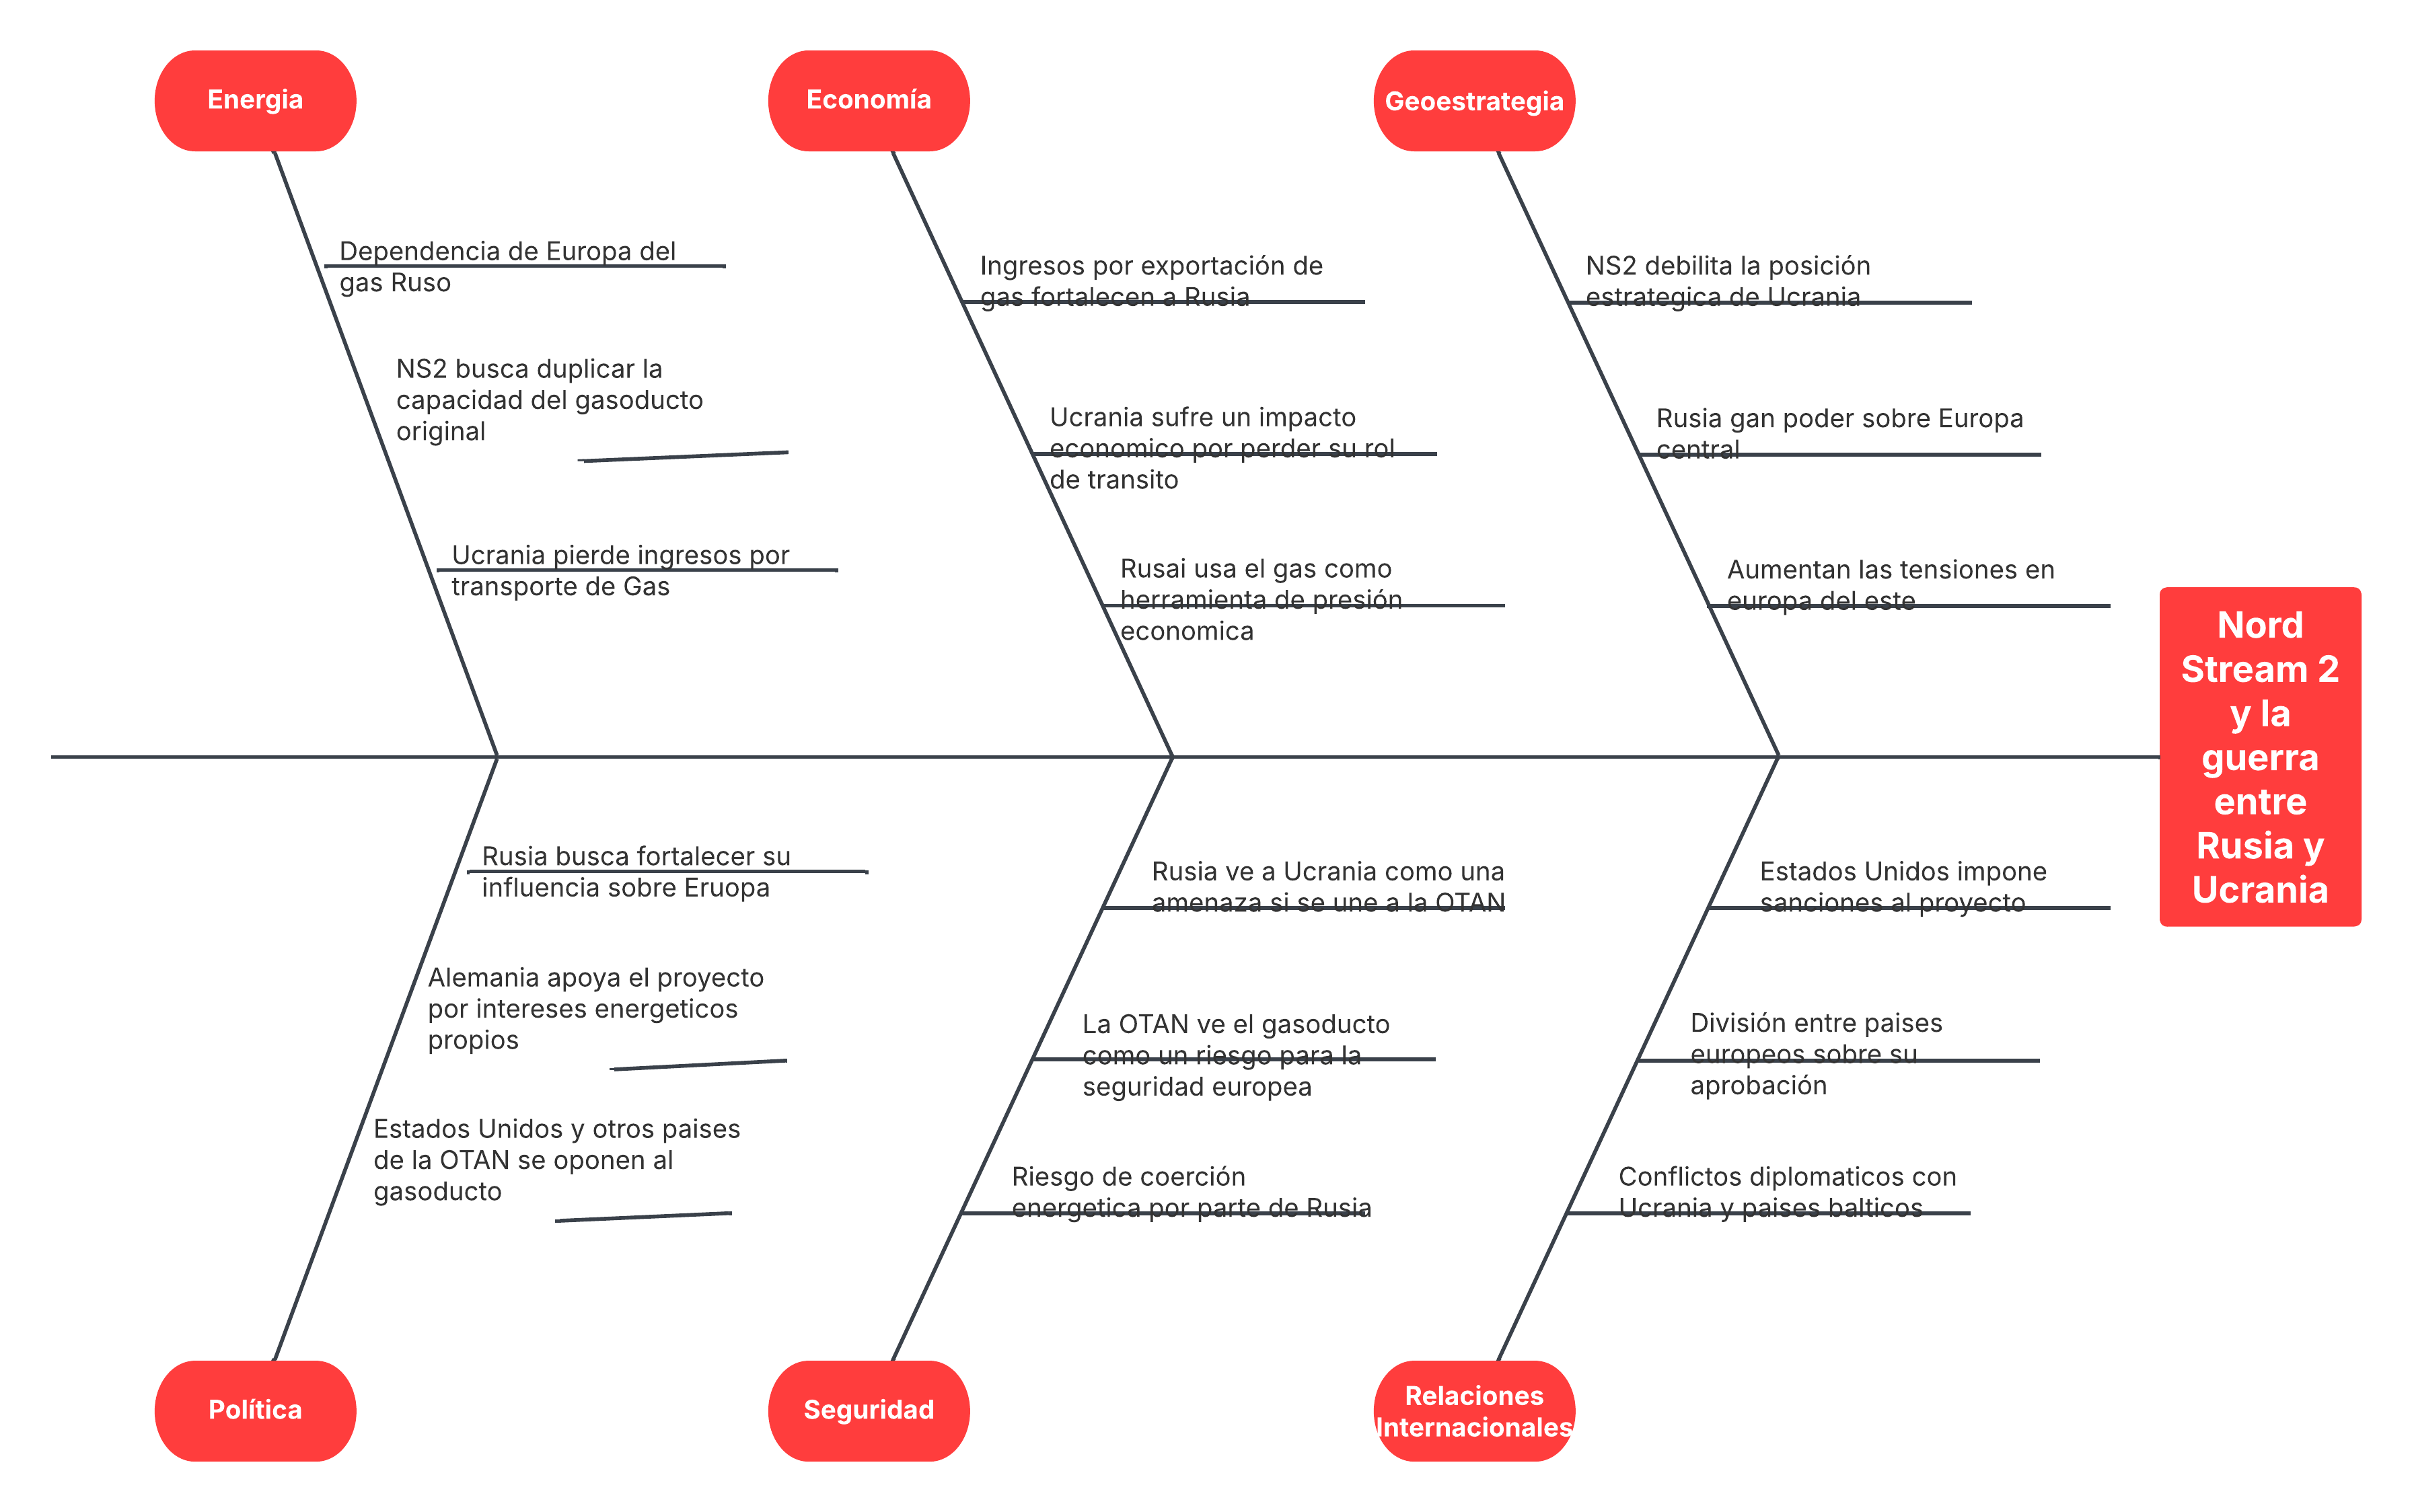 Energia
Economía
Geoestrategia
Dependencia de Europa del
gas Ruso
NS2 busca duplicar la
capacidad del gasoducto
original
Ucrania pierde ingresos por
transporte de Gas
Ingresos por exportación de
gas fortalecen a Rusia
Ucrania sufre un impacto
economico por perder su rol
de transito
Rusai usa el gas como
herramienta de presión
economica
NS2 debilita la posición
estrategica de Ucrania
Rusia gan poder sobre Europa
central
Aumentan las tensiones en
europa del este
Nord
Stream 2
y la
guerra
entre
Rusia y
Ucrania
Rusia busca fortalecer su
influencia sobre Eruopa
Alemania apoya el proyecto
por intereses energeticos
propios
Estados Unidos y otros paises
de la OTAN se oponen al
gasoducto
Rusia ve a Ucrania como una
amenaza si se une a la OTAN
La OTAN ve el gasoducto
como un riesgo para la
seguridad europea
Riesgo de coerción
energetica por parte de Rusia
Estados Unidos impone
sanciones al proyecto
División entre paises
europeos sobre su
aprobación
Conflictos diplomaticos con
Ucrania y paises balticos
Política
Seguridad
Relaciones
Internacionales